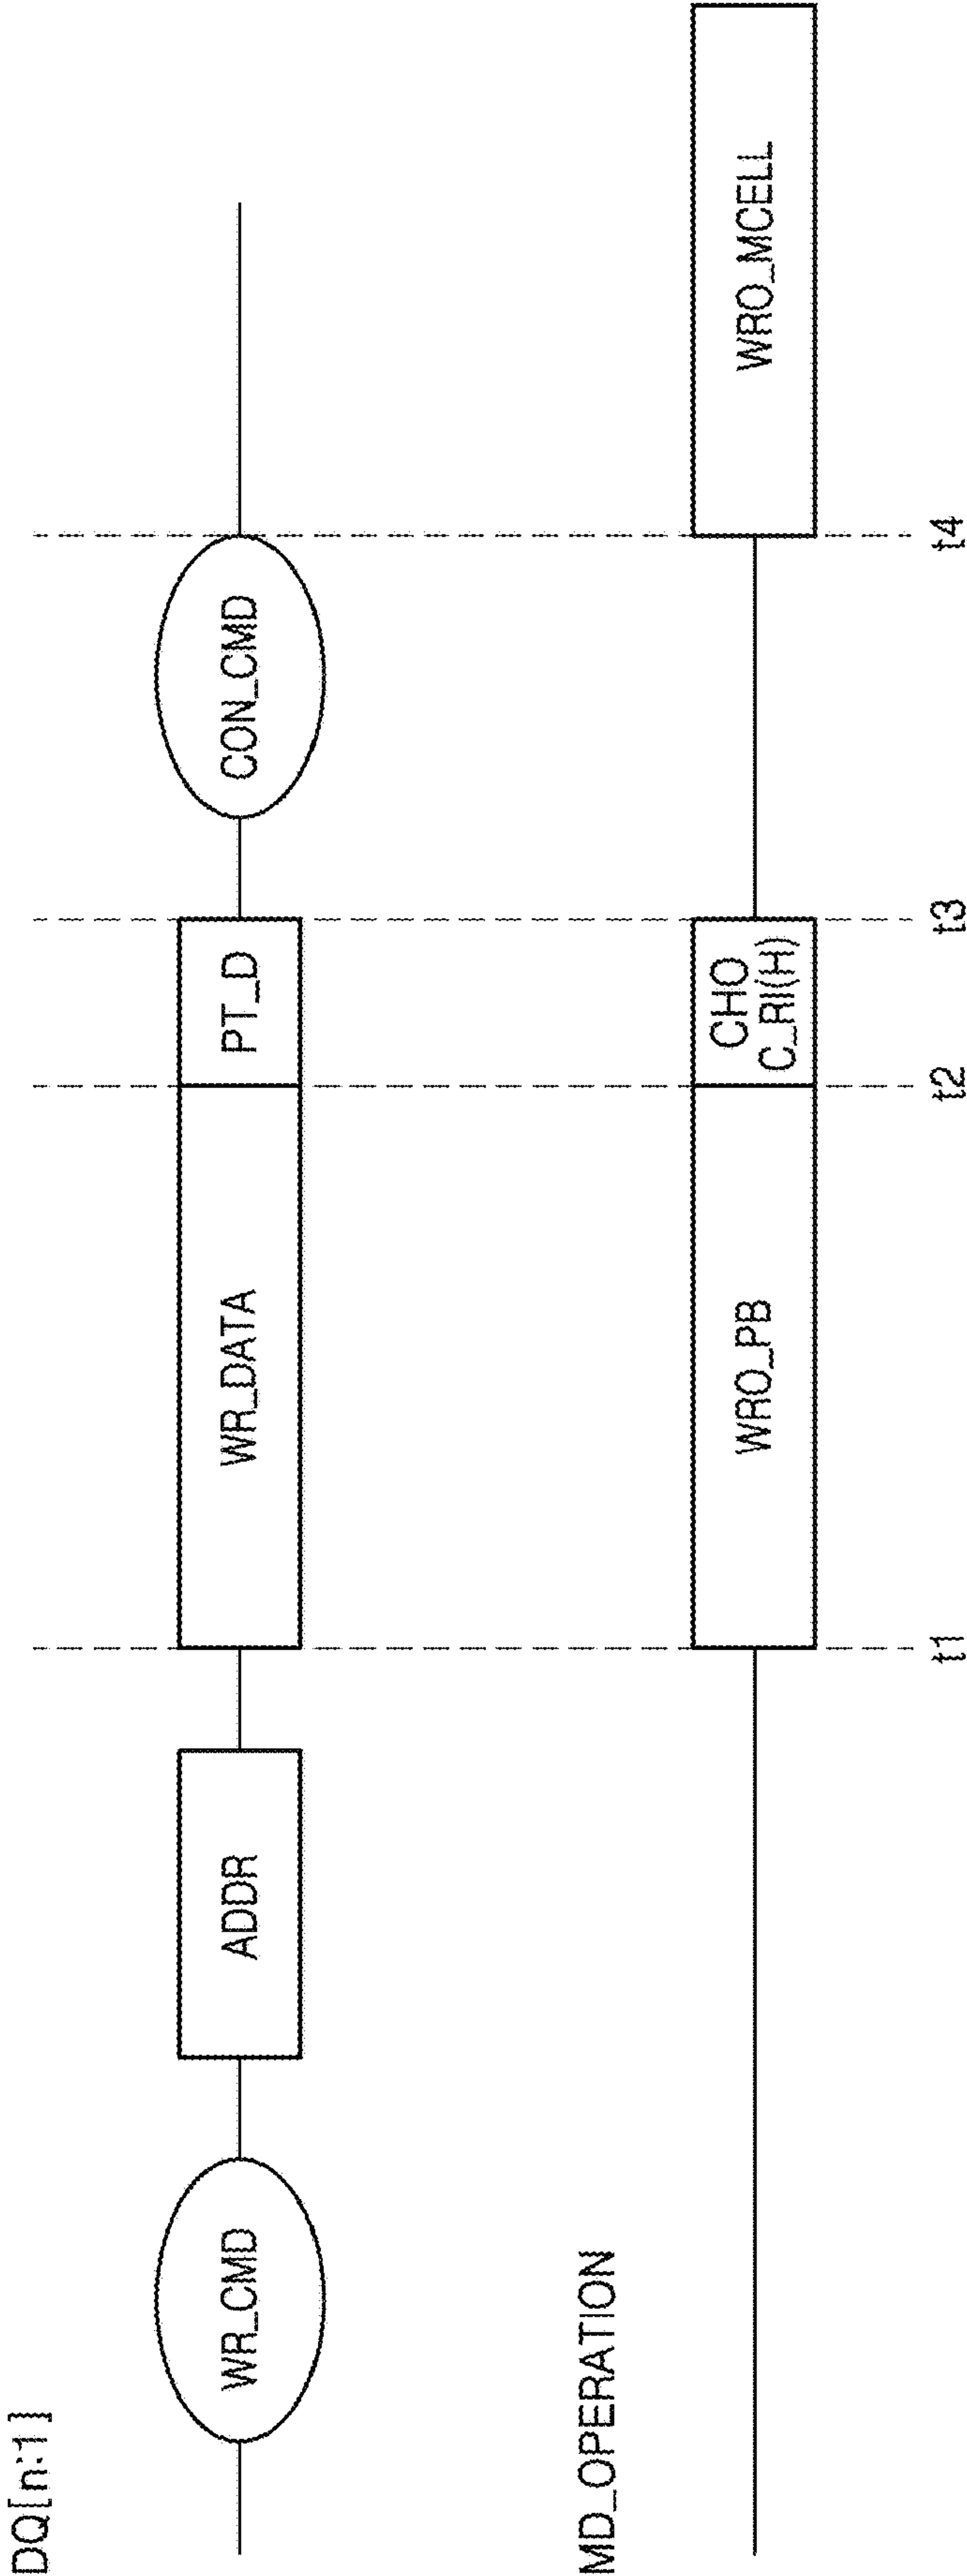 DQ[n:1]
WR_CMD
ADDR
WR_DATA
PT_D
CON_CMD
MD_OPERATION
WRO_PB
CHO
C_RI(H)
WRO_MCELL
t1
t2
t3
t4